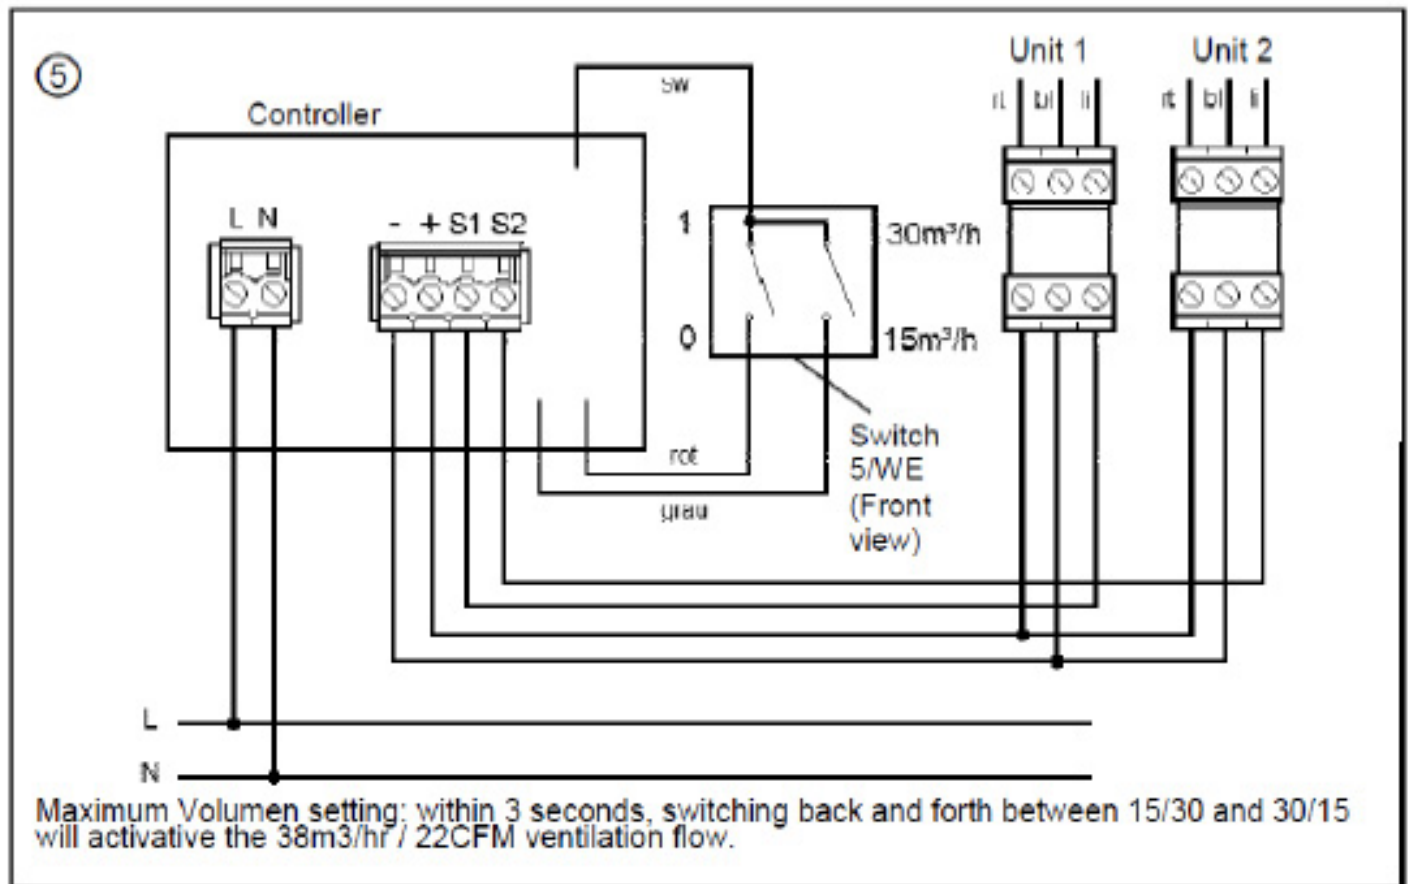 5
Unit 1
Unit 2
sw
rt bl li
rt bl li
Controller
L N
- + S1 S2
1
30m³/h
0
15m³/h
rot
grau
Switch
5/WE
(Front
view)
L
N
Maximum Volumen setting: within 3 seconds, switching back and forth between 15/30 and 30/15
will activative the 38m3/hr / 22CFM ventilation flow.